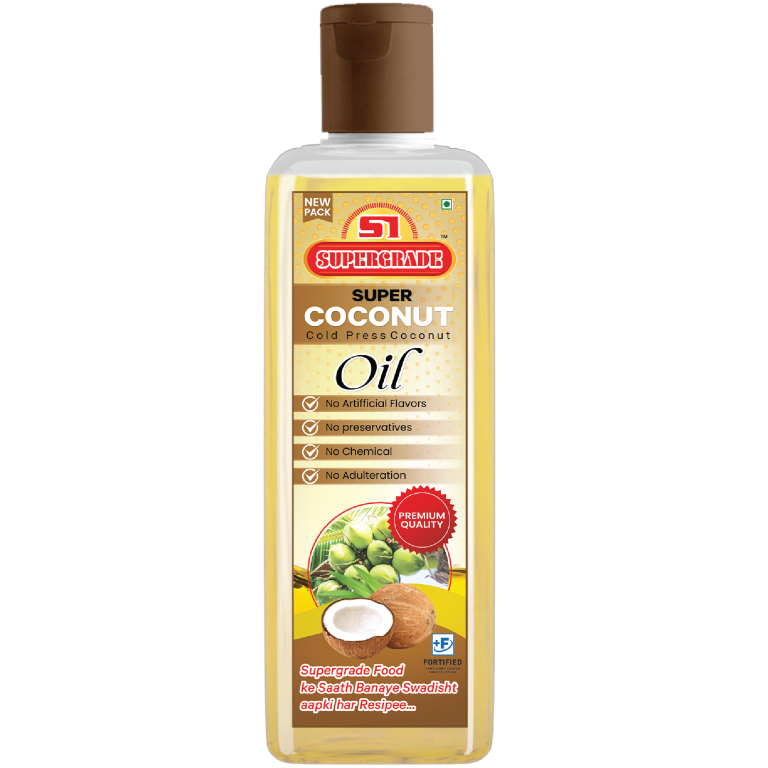 NEW
PACK
S1
TM
SUPERGRADE
SUPER
COCONUT
Cold Press Coconut
Oil
No Artifficial Flavors
No preservatives
No Chemical
No Adulteration
PREMIUM
QUALITY
+F
FORTIFIED
Supergrade Food
ke Saath Banaye Swadisht
aapki har Resipee...